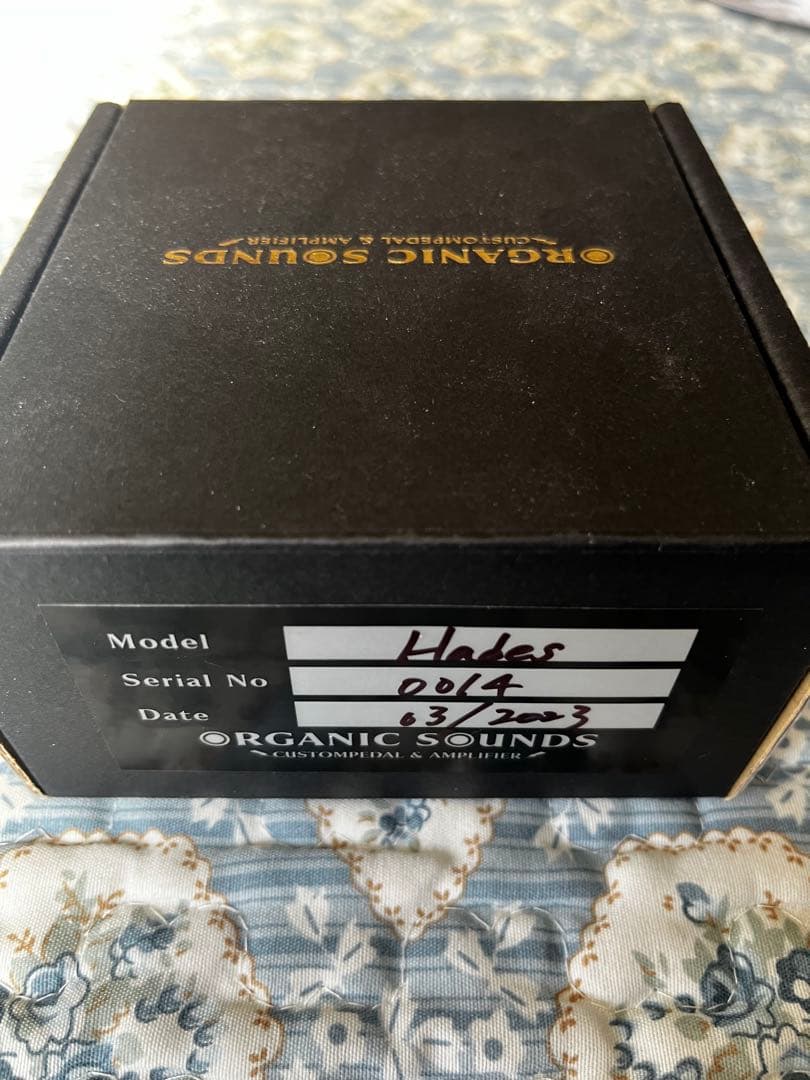 ORGANIC SOUNDS
CUSTOMPEDAL & AMPLIFIER
Model Hades
Serial No 0014
Date 03/2023
ORGANIC SOUNDS
CUSTOMPEDAL & AMPLIFIER